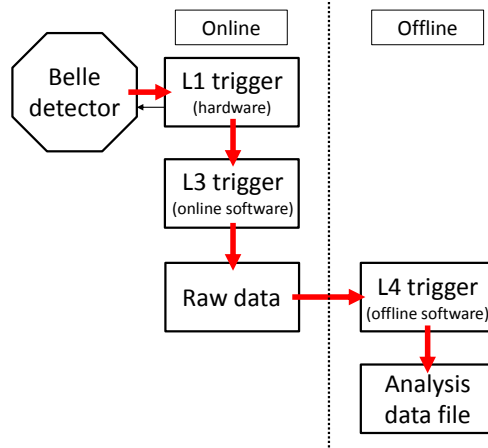 Online
Offline
Belle
detector
L1 trigger
(hardware)
L3 trigger
(online software)
Raw data
L4 trigger
(offline software)
Analysis
data file